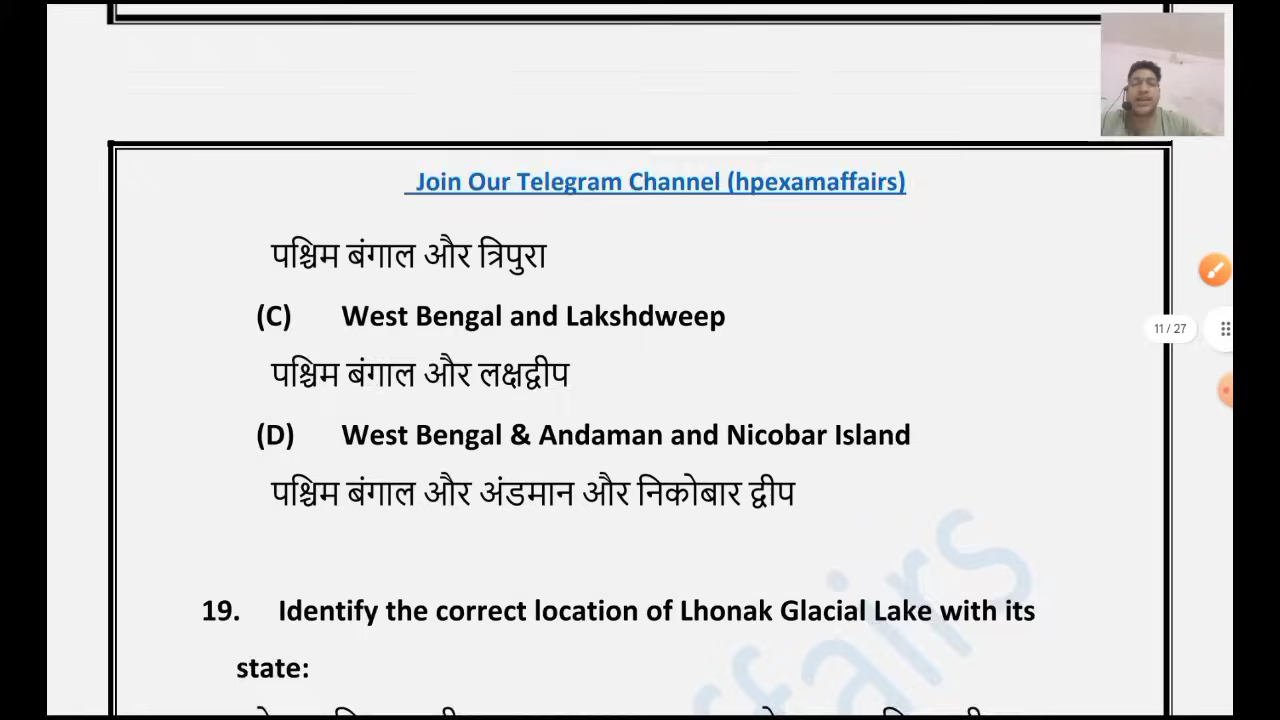 Join Our Telegram Channel (hpexamaffairs)
पश्चिम बंगाल और त्रिपुरा
(C) West Bengal and Lakshdweep
11 / 27
पश्चिम बंगाल और लक्षद्वीप
(D) West Bengal & Andaman and Nicobar Island
पश्चिम बंगाल और अंडमान और निकोबार द्वीप
19. Identify the correct location of Lhonak Glacial Lake with its
state:
ffairs